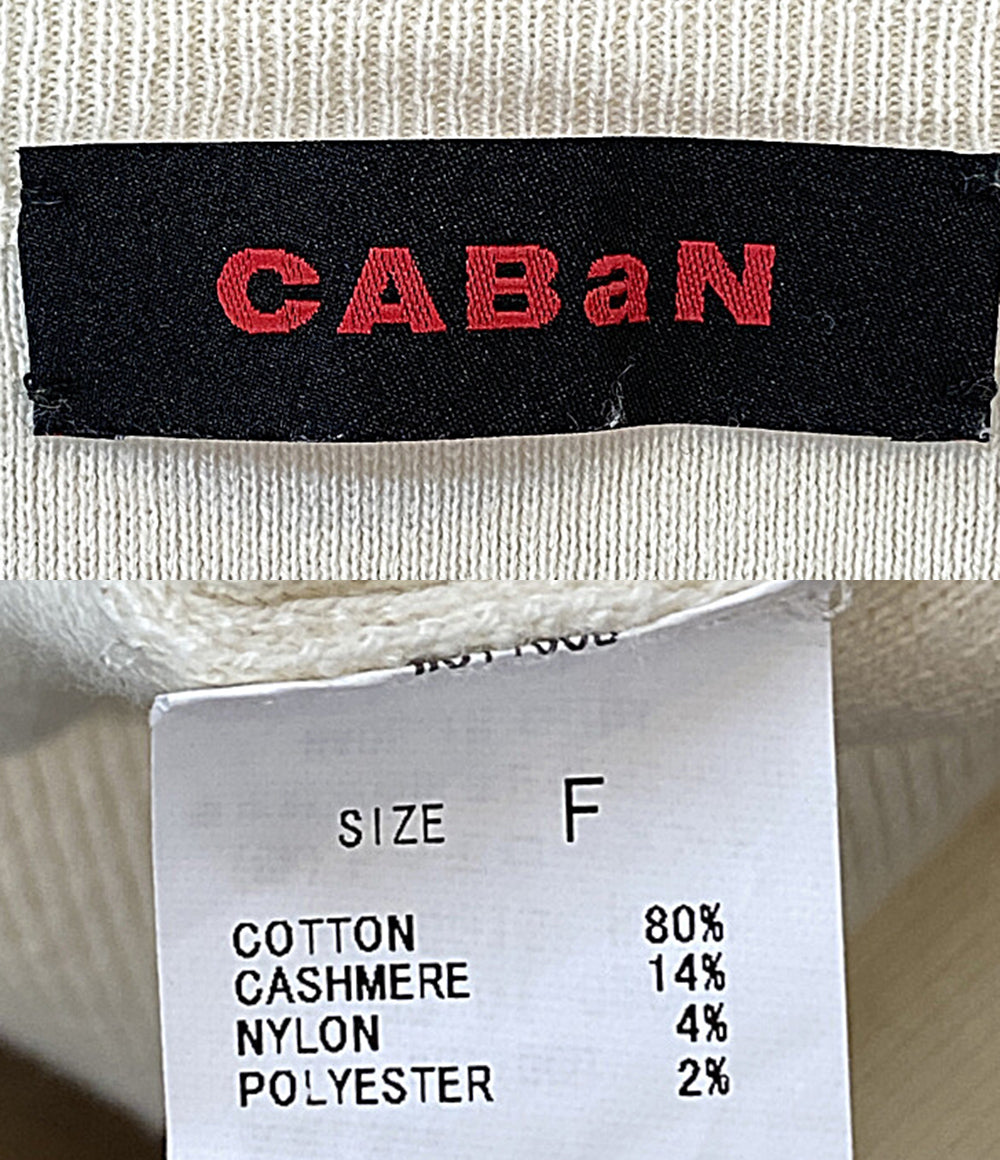 CABaN
SIZE F
COTTON 80%
CASHMERE 14%
NYLON 4%
POLYESTER 2%